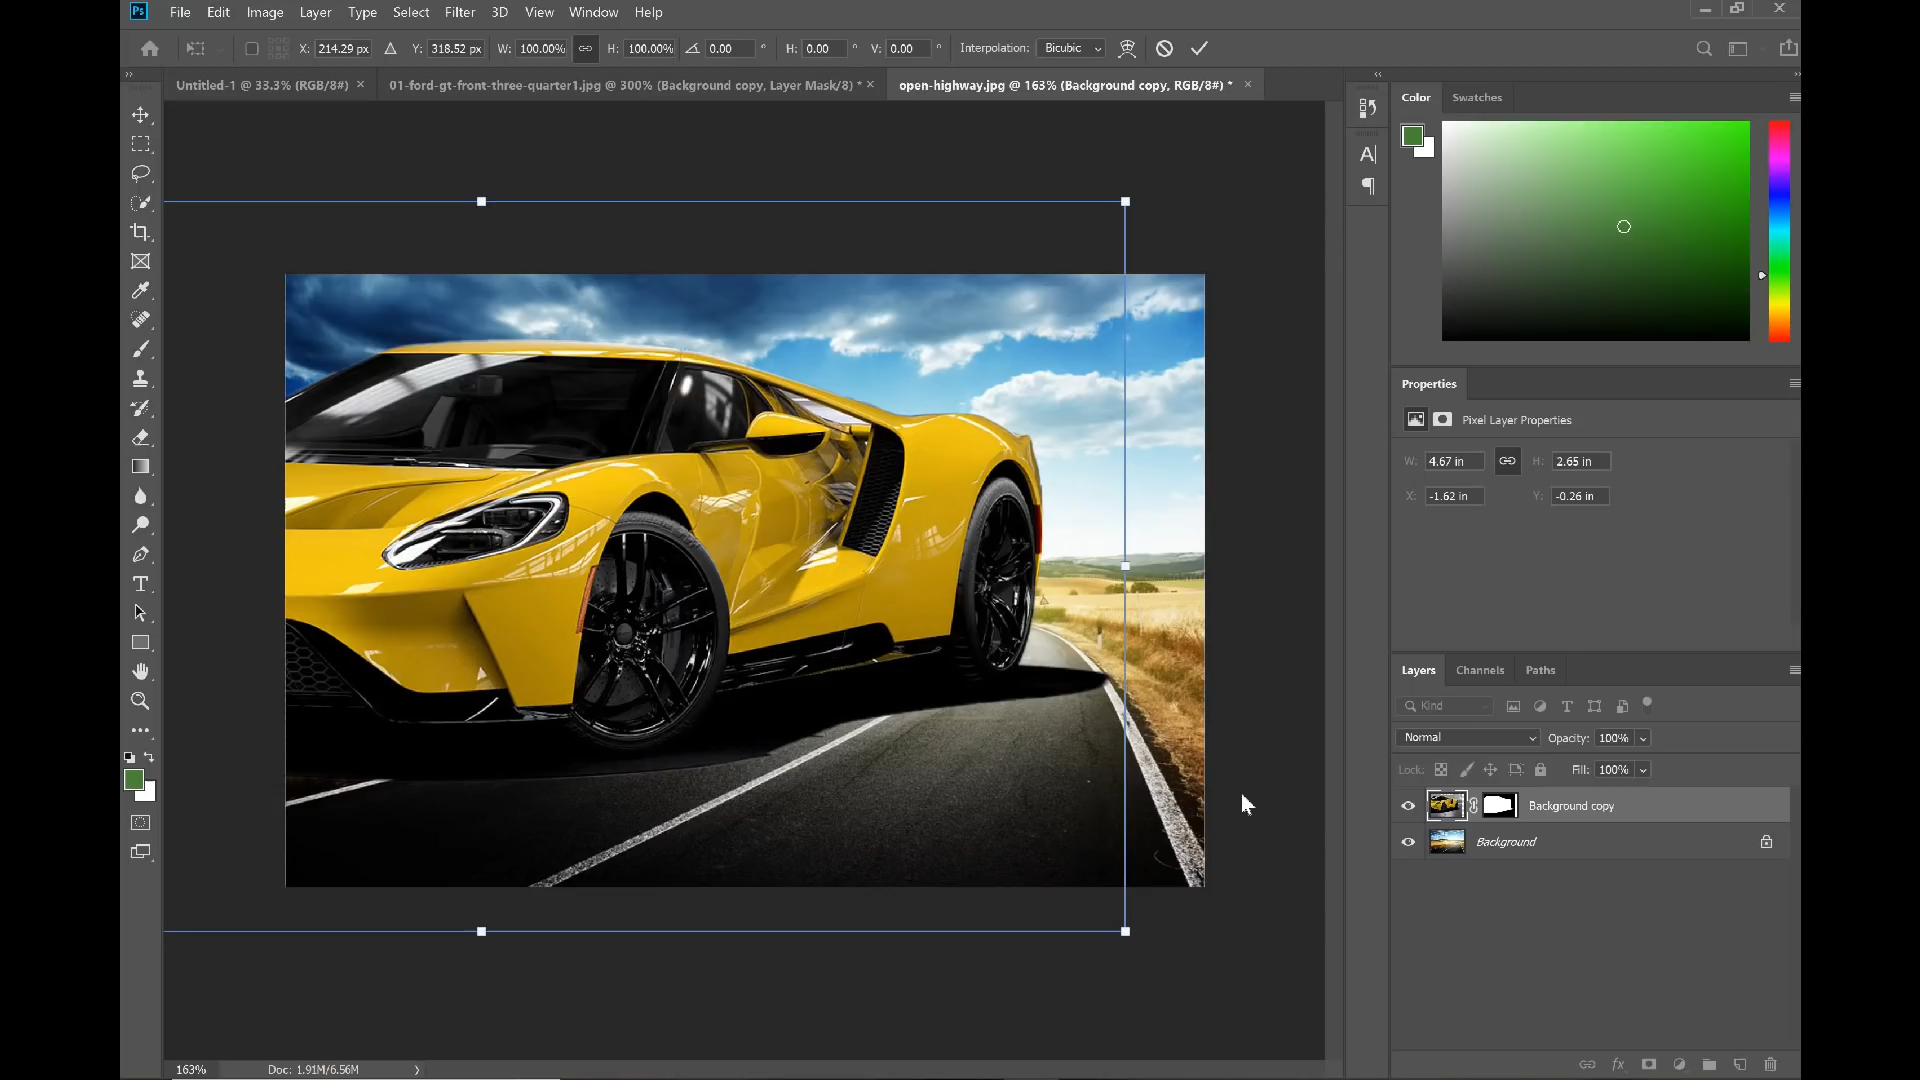 Ps File Edit Image Layer Type Select Filter 3D View Window Help
X: 214.29 px Y: 318.52 px W: 100.00% H: 100.00% 0.00 ° H: 0.00 ° V: 0.00 ° Interpolation: Bicubic
Untitled-1 @ 33.3% (RGB/8#) × 01-ford-gt-front-three-quarter1.jpg @ 300% (Background copy, Layer Mask/8) * × open-highway.jpg @ 163% (Background copy, RGB/8#) * ×
Color Swatches
Properties
Pixel Layer Properties
W: 4.67 in H: 2.65 in
X: -1.62 in Y: -0.26 in
Layers Channels Paths
Kind
Normal Opacity: 100%
Lock: Fill: 100%
Background copy
Background
163% Doc: 1.91M/6.56M